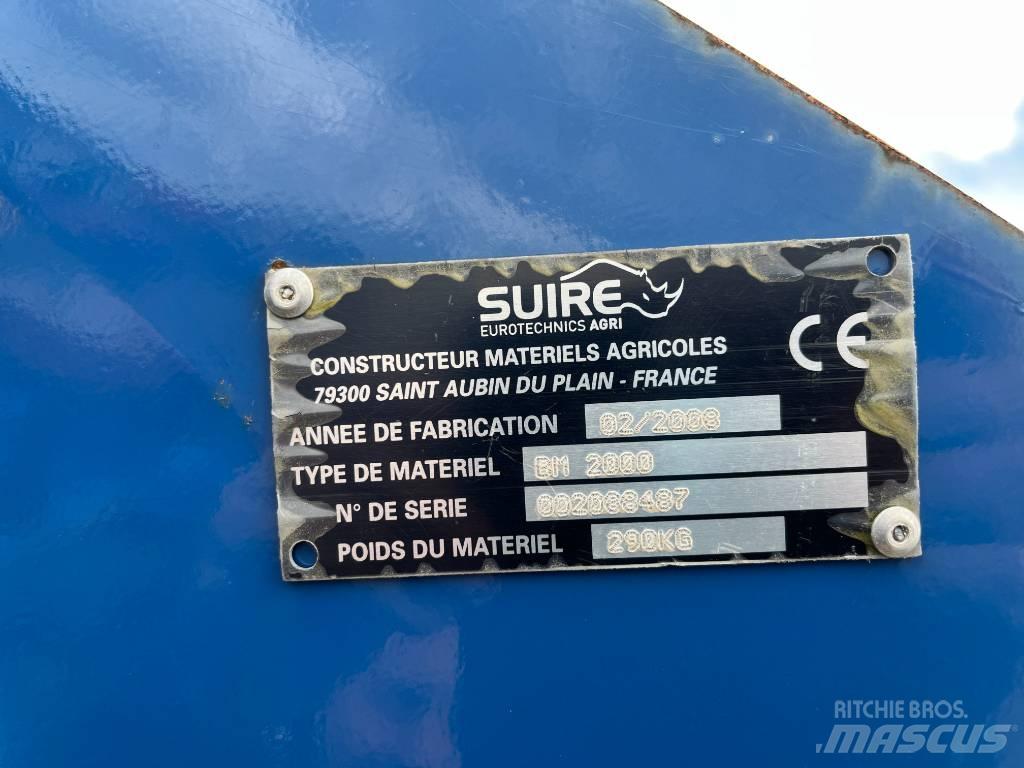 SUIRE
EUROTECHNICS AGRI
CONSTRUCTEUR MATERIELS AGRICOLES
79300 SAINT AUBIN DU PLAIN - FRANCE
CE
ANNEE DE FABRICATION 02/2008
TYPE DE MATERIEL BM 2000
N° DE SERIE 002088487
POIDS DU MATERIEL 290KG
RITCHIE BROS.
MASCUS